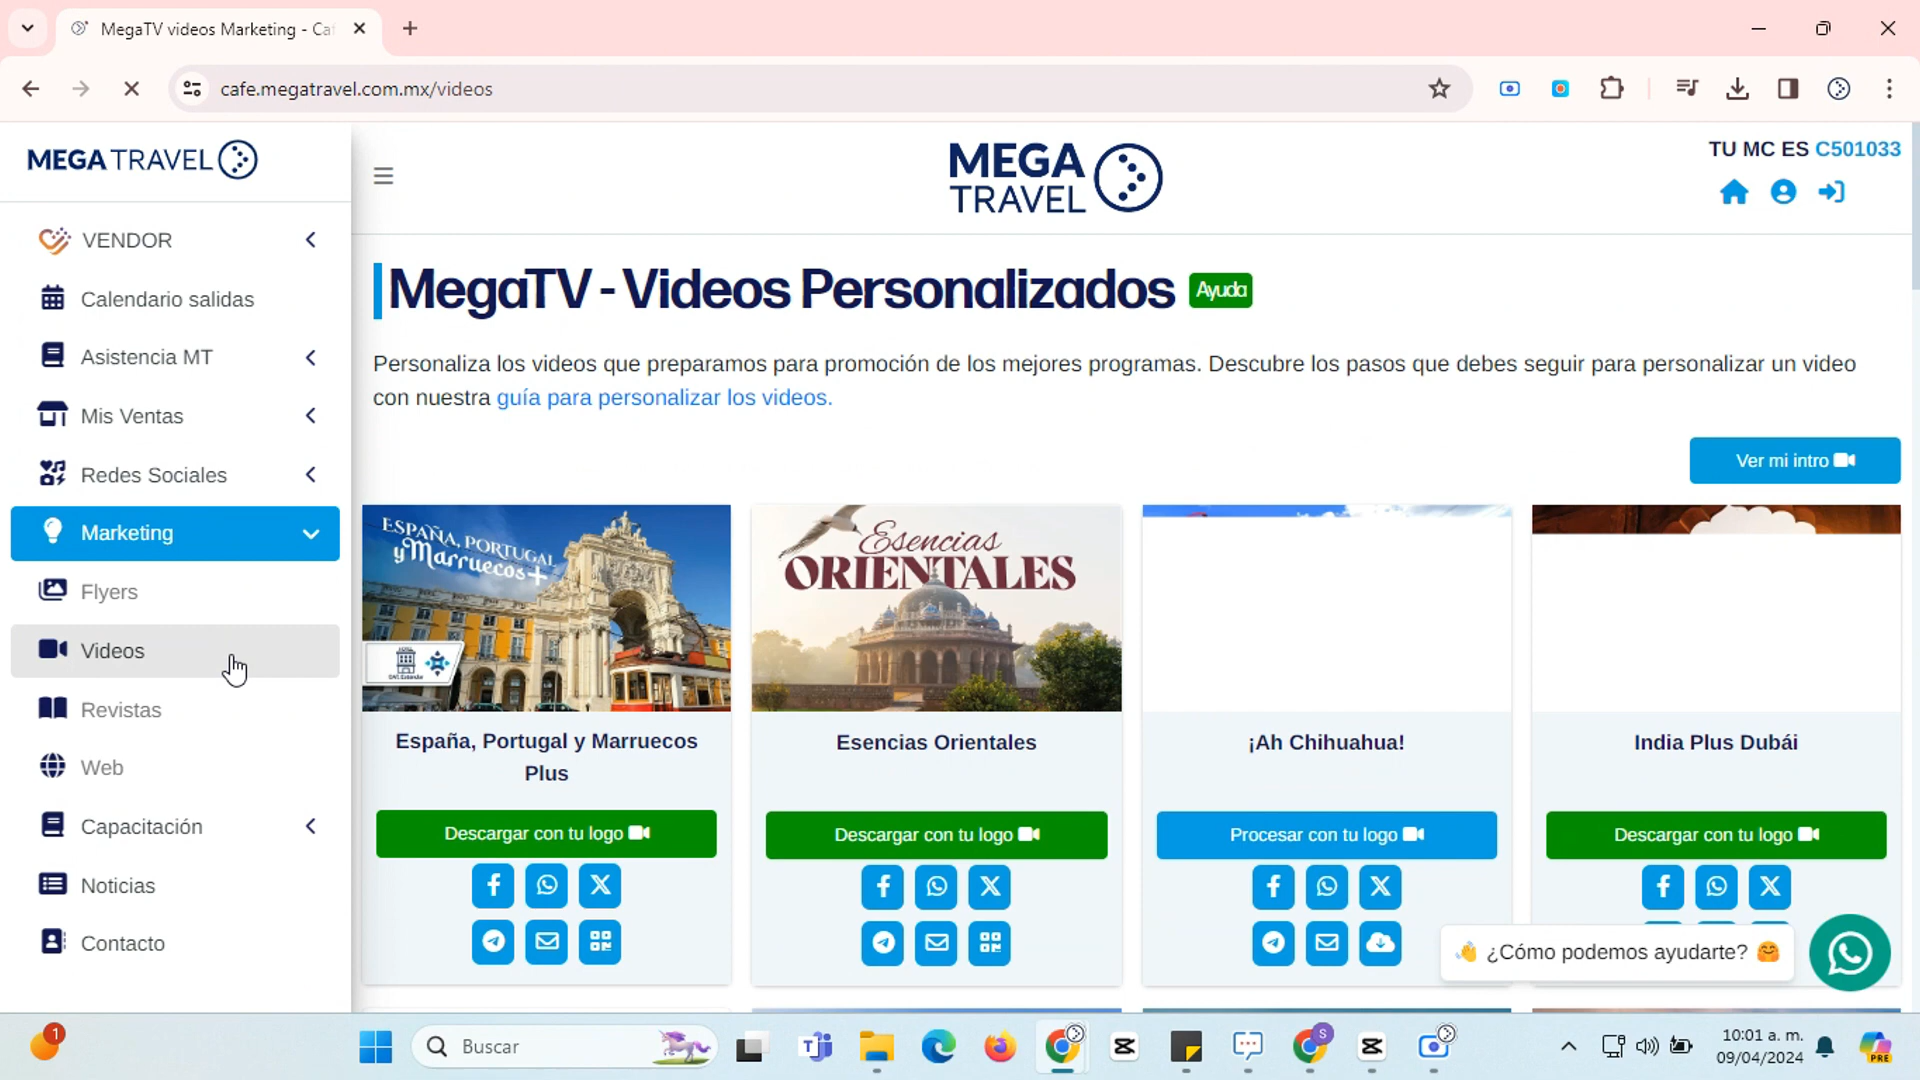 MegaTV videos Marketing - Caf
cafe.megatravel.com.mx/videos
MEGA TRAVEL
MEGA
TRAVEL
TU MC ES C501033
VENDOR
Calendario salidas
Asistencia MT
Mis Ventas
Redes Sociales
Marketing
Flyers
Videos
Revistas
Web
Capacitación
Noticias
Contacto
MegaTV - Videos Personalizados Ayuda
Personaliza los videos que preparamos para promoción de los mejores programas. Descubre los pasos que debes seguir para personalizar un video
con nuestra guía para personalizar los videos.
Ver mi intro
ESPAÑA, PORTUGAL
y Marruecos +
Esencias
ORIENTALES
España, Portugal y Marruecos
Plus
Esencias Orientales
¡Ah Chihuahua!
India Plus Dubái
Descargar con tu logo
Descargar con tu logo
Procesar con tu logo
Descargar con tu logo
👋 ¿Cómo podemos ayudarte? 🤗
1
Buscar
S
10:01 a. m.
09/04/2024
PRE